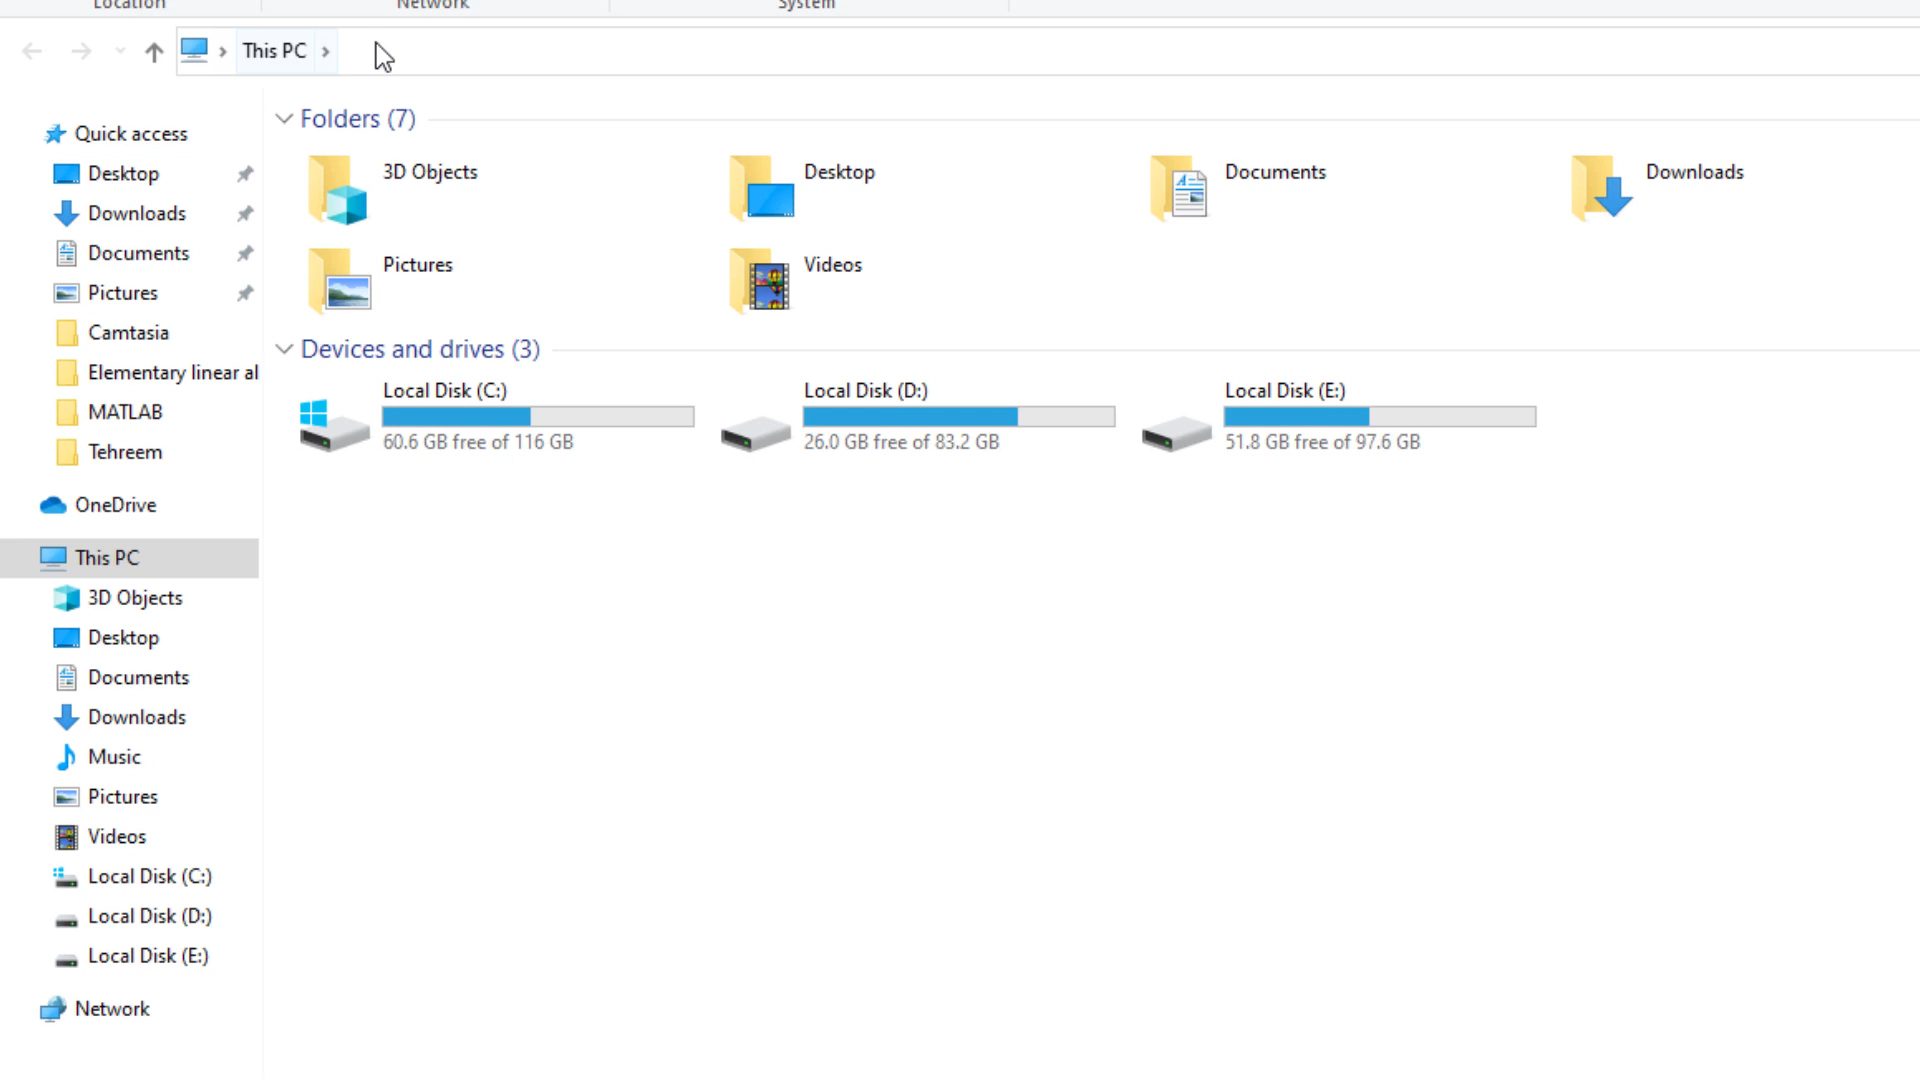 Location Network System
This PC
Quick access
Desktop
Downloads
Documents
Pictures
Camtasia
Elementary linear al
MATLAB
Tehreem
OneDrive
This PC
3D Objects
Desktop
Documents
Downloads
Music
Pictures
Videos
Local Disk (C:)
Local Disk (D:)
Local Disk (E:)
Network
Folders (7)
3D Objects Desktop Documents Downloads
Pictures Videos
Devices and drives (3)
Local Disk (C:) Local Disk (D:) Local Disk (E:)
60.6 GB free of 116 GB 26.0 GB free of 83.2 GB 51.8 GB free of 97.6 GB